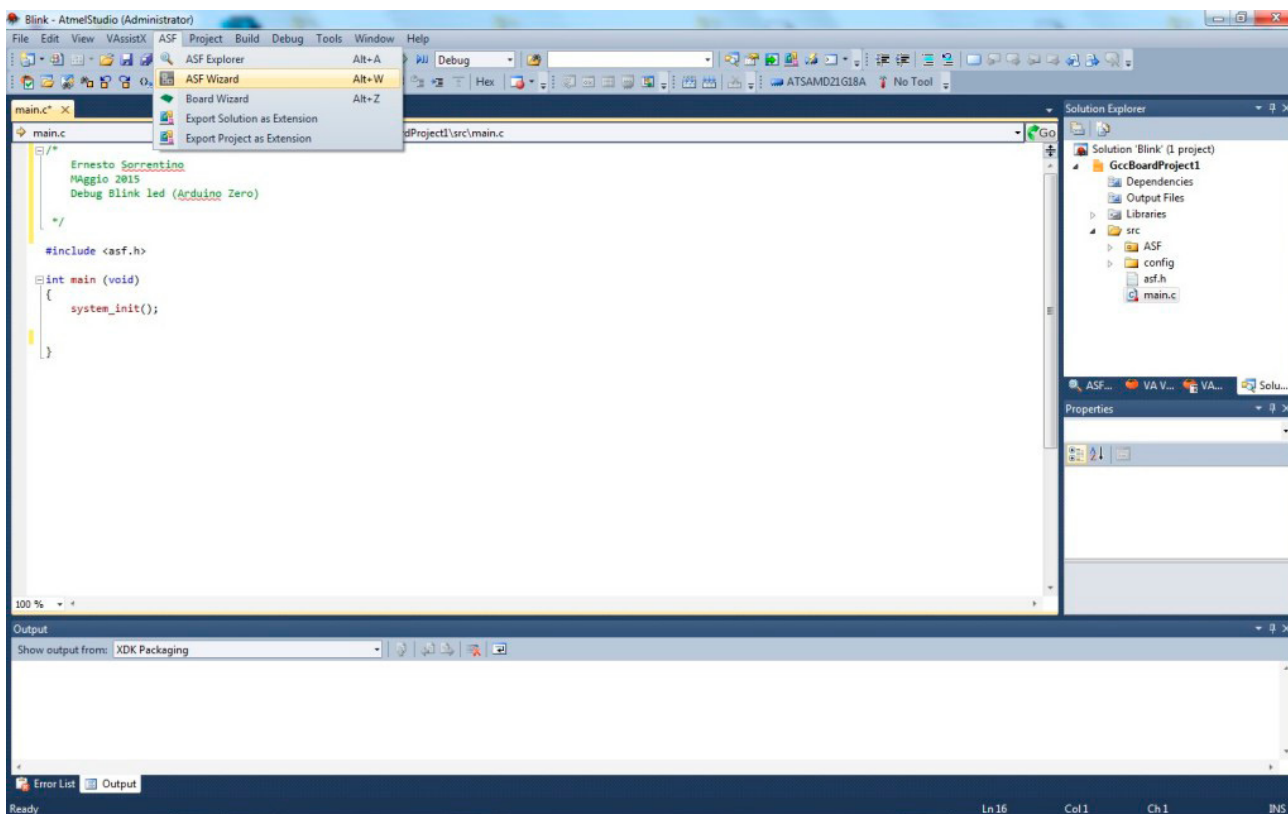 Blink - AtmelStudio (Administrator)
File Edit View VAssistX ASF Project Build Debug Tools Window Help
ASF Explorer Alt+A
ASF Wizard Alt+W
Board Wizard Alt+Z
Export Solution as Extension
Export Project as Extension
Debug
Hex
ATSAMD21G18A No Tool
main.c*
main.c
dProject1\src\main.c
Go
/*
Ernesto Sorrentino
MAggio 2015
Debug Blink led (Arduino Zero)
*/
#include <asf.h>
int main (void)
{
system_init();
}
100 %
Solution Explorer
Solution 'Blink' (1 project)
GccBoardProject1
Dependencies
Output Files
Libraries
src
ASF
config
asf.h
main.c
ASF... VA V... VA... Solu...
Properties
Output
Show output from: XDK Packaging
Error List Output
Ready Ln 16 Col 1 Ch 1 INS